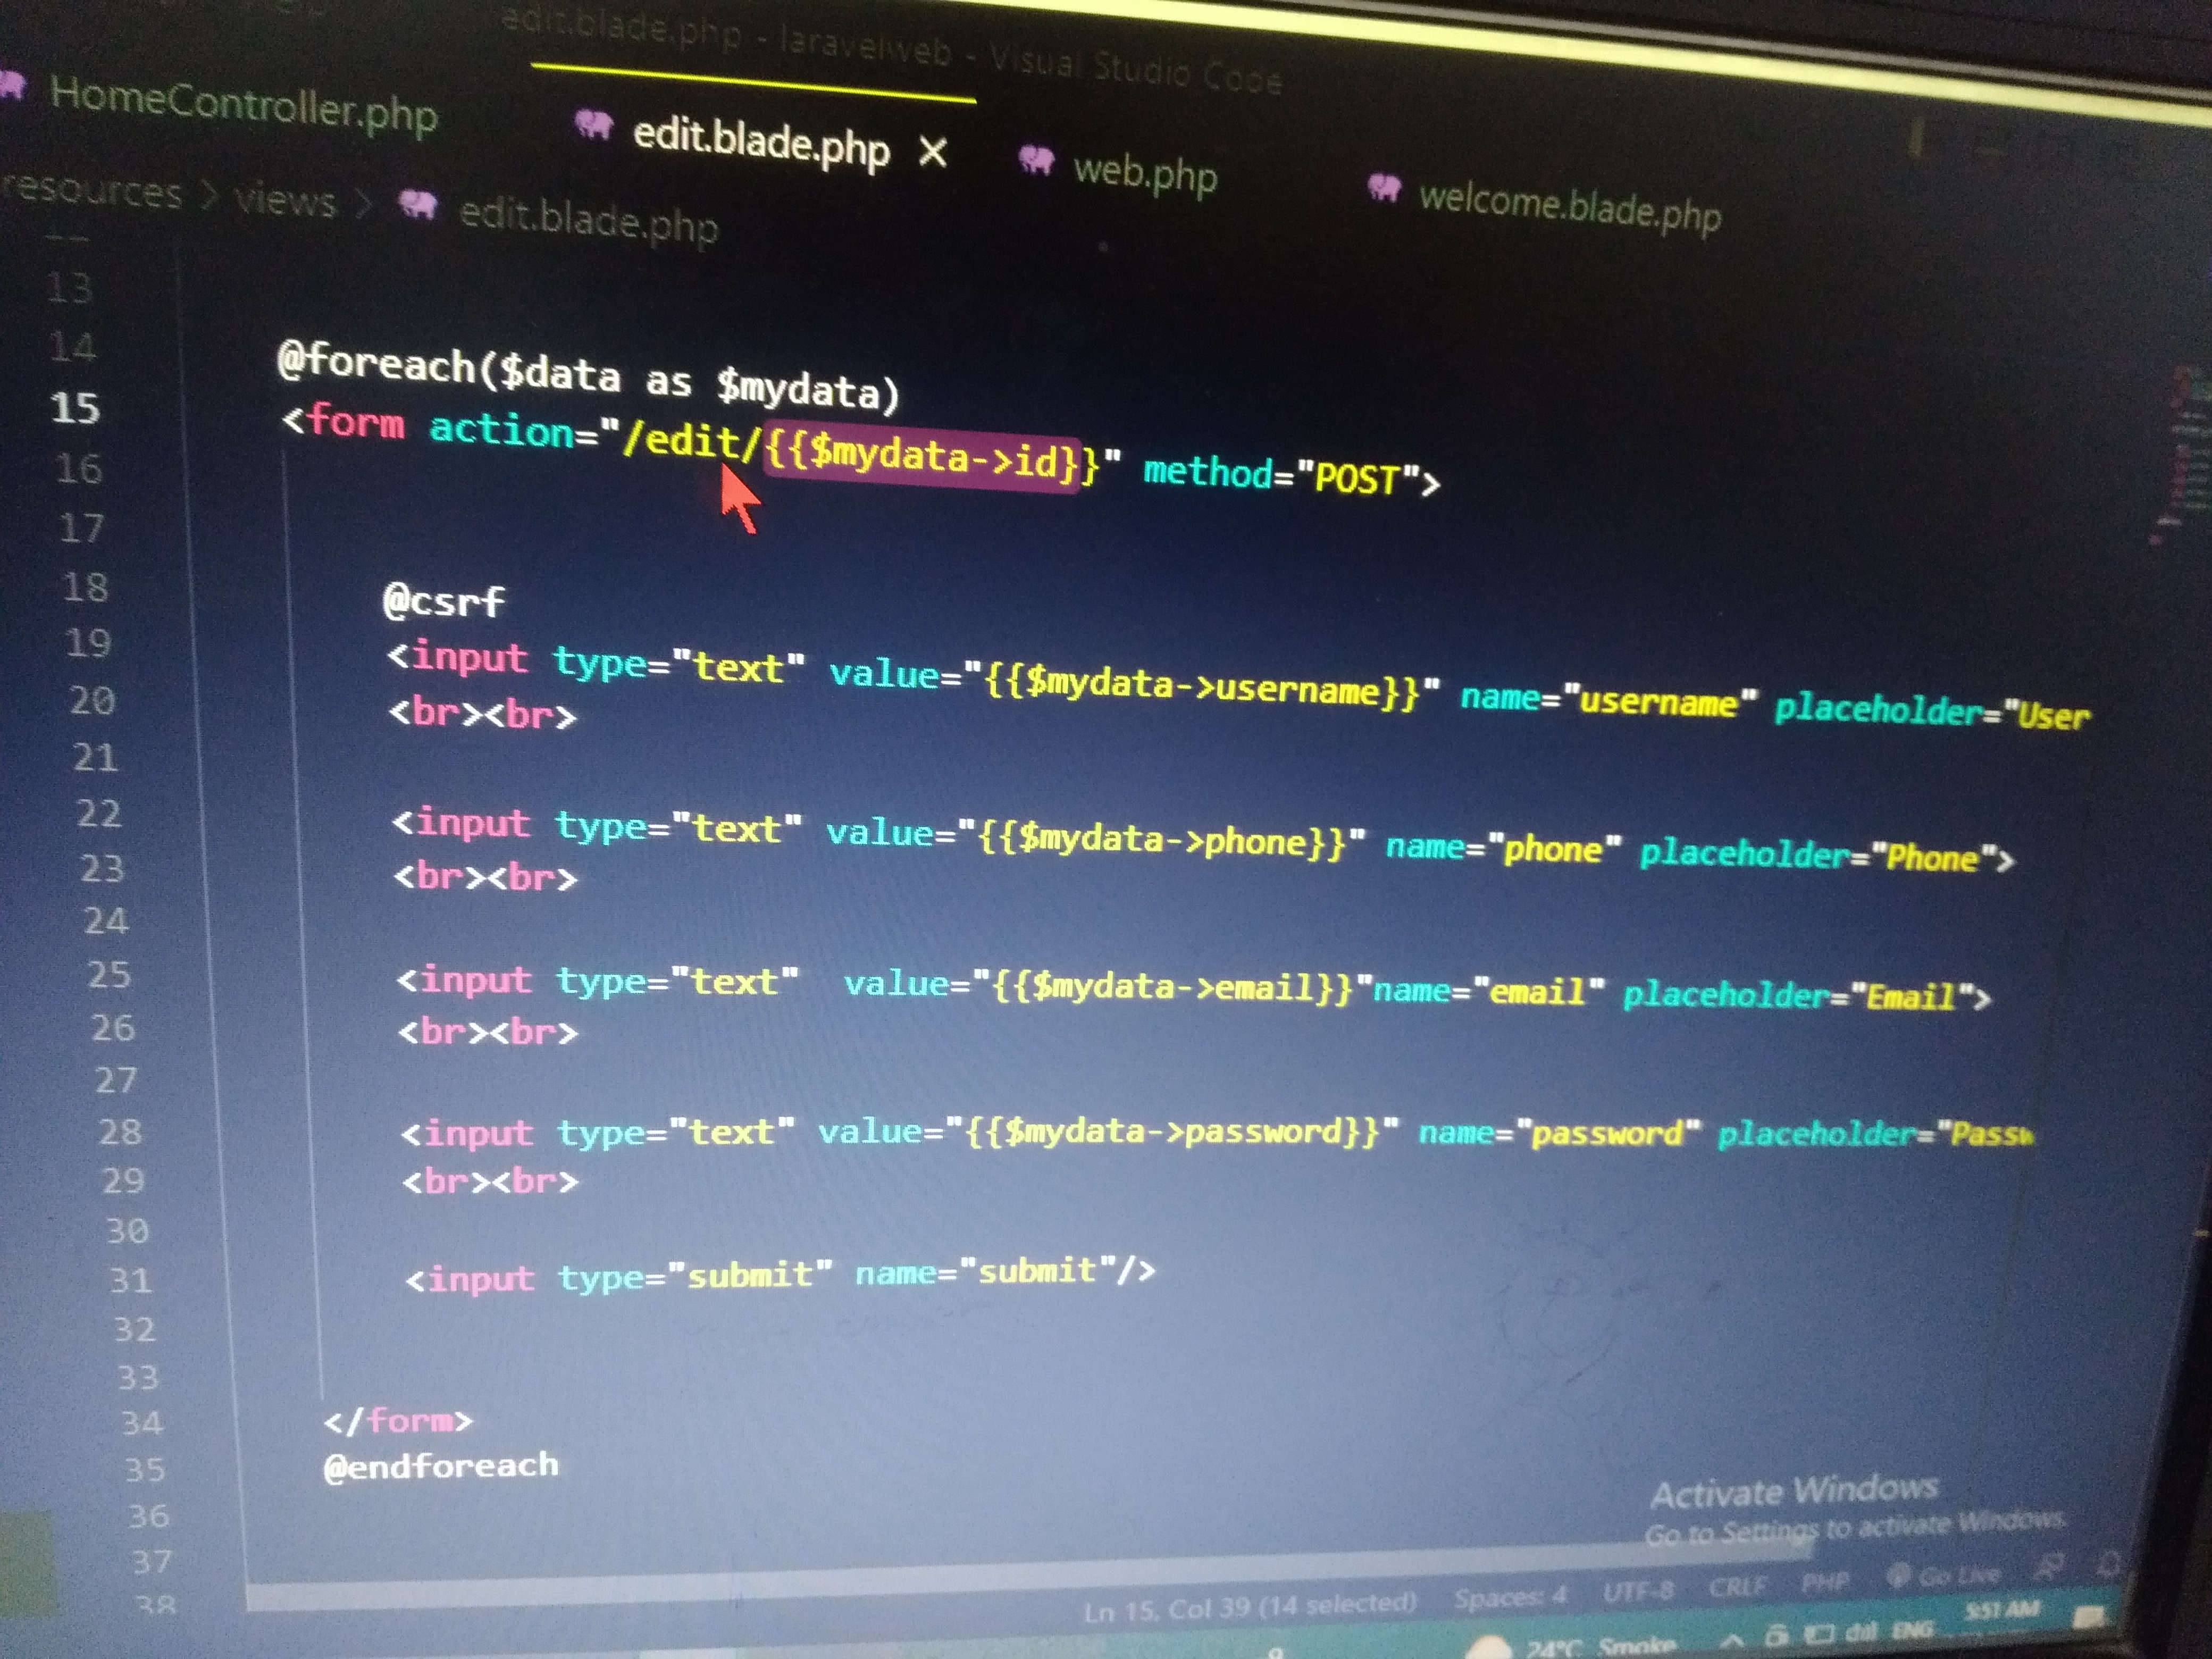 edit.blade.php - laravelweb - Visual Studio Code
HomeController.php
edit.blade.php ×
web.php
welcome.blade.php
resources > views > edit.blade.php
13
14 @foreach($data as $mydata)
15 <form action="/edit/{{$mydata->id}}" method="POST">
16
17
18 @csrf
19 <input type="text" value="{{$mydata->username}}" name="username" placeholder="User
20 <br><br>
21
22 <input type="text" value="{{$mydata->phone}}" name="phone" placeholder="Phone">
23 <br><br>
24
25 <input type="text"  value="{{$mydata->email}}"name="email" placeholder="Email">
26 <br><br>
27
28 <input type="text" value="{{$mydata->password}}" name="password" placeholder="Passw
29 <br><br>
30
31 <input type="submit" name="submit"/>
32
33
34 </form>
35 @endforeach
36
37
38
Activate Windows
Go to Settings to activate Windows.
Ln 15, Col 39 (14 selected) Spaces: 4 UTF-8 CRLF PHP Go Live
24°C Smoke ENG 5:51 AM